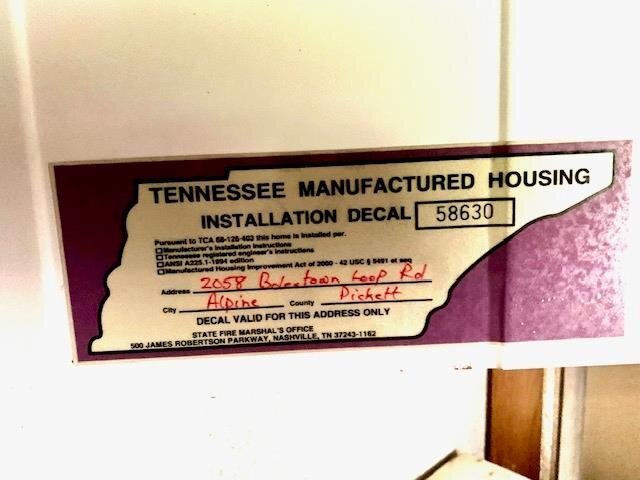 TENNESSEE MANUFACTURED HOUSING
INSTALLATION DECAL 58630
Pursuant to TCA 68-126-403 this home is installed per.
☐Manufacturer's installation instructions
☐Tennessee registered engineer's instructions
☐ANSI A225.1-1994 edition
☐Manufactured Housing Improvement Act of 2000 - 42 USC § 5401 et seq
Address 2058 Loop Rd
City Alpine County Pickett
DECAL VALID FOR THIS ADDRESS ONLY
STATE FIRE MARSHAL'S OFFICE
500 JAMES ROBERTSON PARKWAY, NASHVILLE, TN 37243-1162